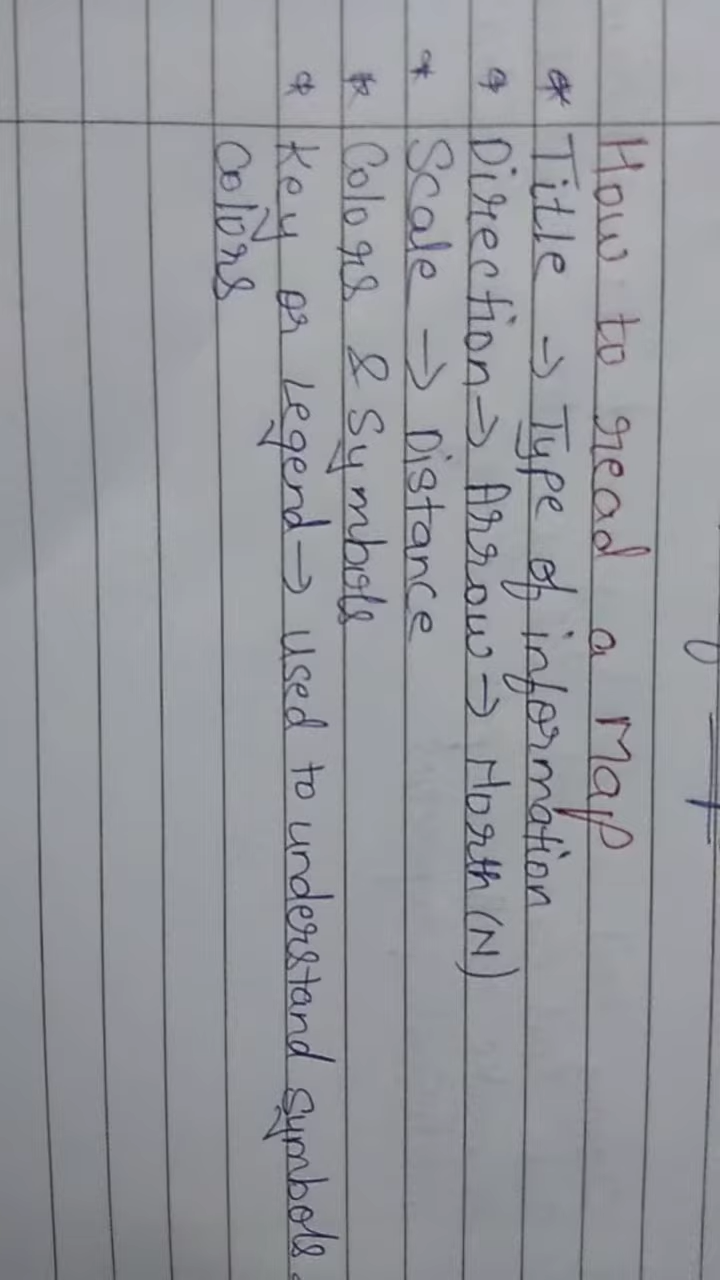 How to read a Map
* Title → Type of information
* Direction → Arrow → North (N)
* Scale → Distance
* Colors & Symbols
* Key or Legend → used to understand symbols
Colors